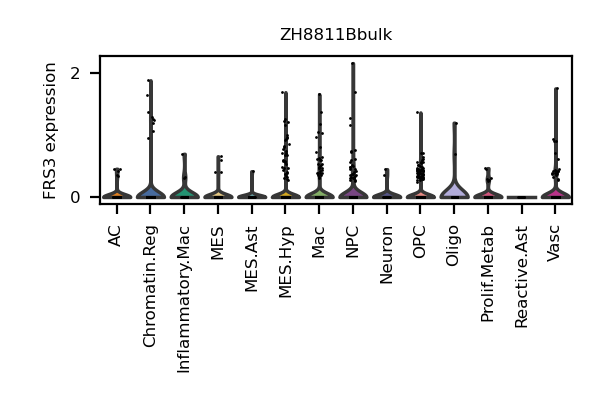 ZH8811Bbulk
FRS3 expression
2
0
AC
Chromatin.Reg
Inflammatory.Mac
MES
MES.Ast
MES.Hyp
Mac
NPC
Neuron
OPC
Oligo
Prolif.Metab
Reactive.Ast
Vasc